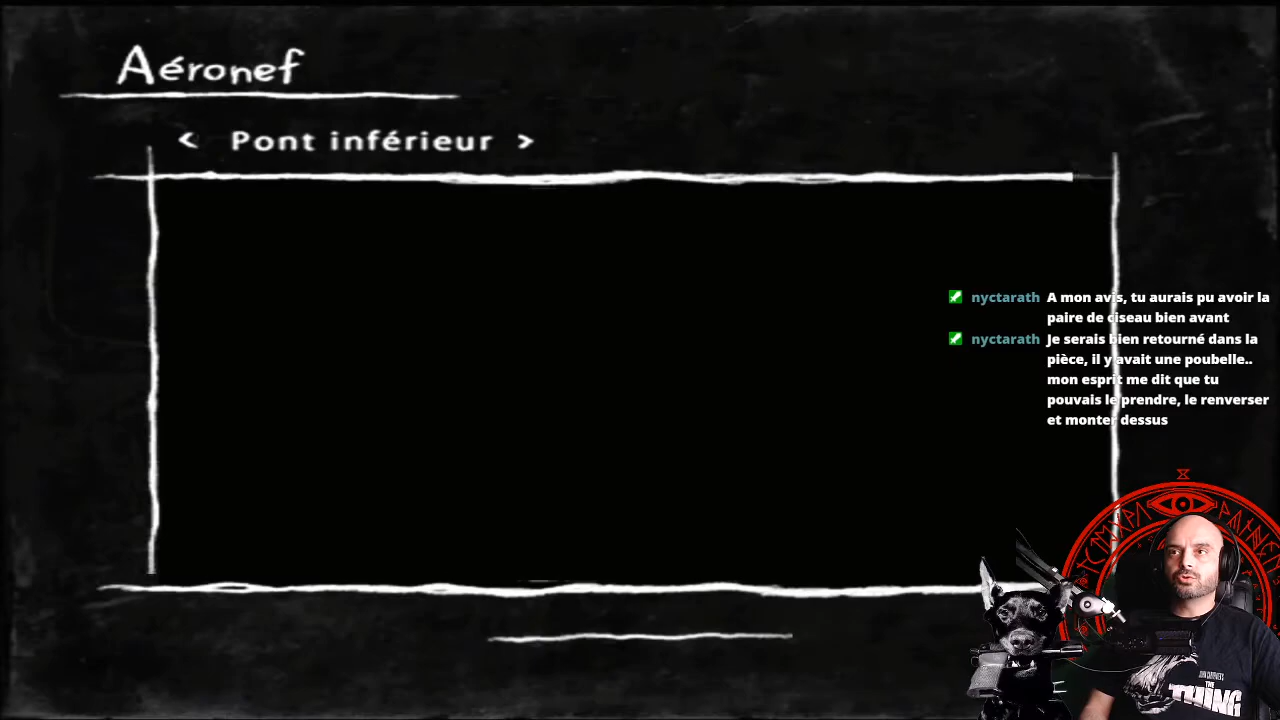 Aéronef
< Pont inférieur >
nyctarath A mon avis, tu aurais pu avoir la
paire de ciseau bien avant
nyctarath Je serais bien retourné dans la
pièce, il y avait une poubelle..
mon esprit me dit que tu
pouvais le prendre, le renverser
et monter dessus
THE
THING